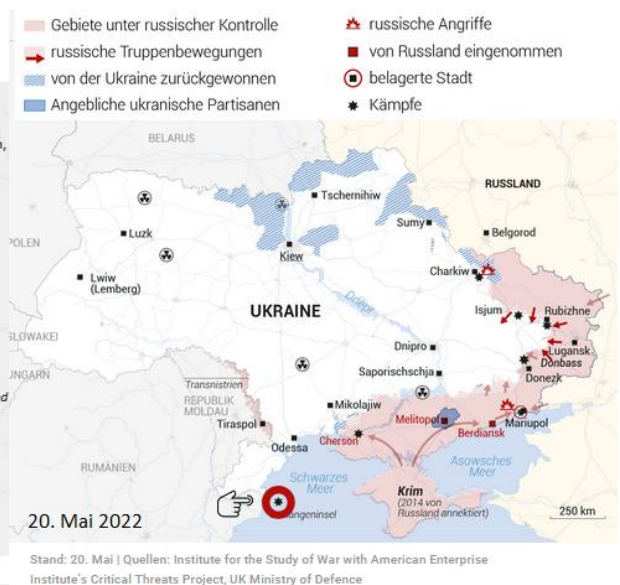 Gebiete unter russischer Kontrolle
russische Truppenbewegungen
von der Ukraine zurückgewonnen
Angebliche ukranische Partisanen
russische Angriffe
von Russland eingenommen
belagerte Stadt
Kämpfe
BELARUS
RUSSLAND
Tschernihiw
Sumy
Belgorod
Luzk
POLEN
Kiew
Charkiw
Lwiw
(Lemberg)
Isjum
Rubizhne
UKRAINE
Dnipr
SLOWAKEI
Lugansk
Donbass
Dnipro
UNGARN
Donezk
Transnistrien
Saporischschja
REPUBLIK
MOLDAU
Mikolajiw
Melitopol
Mariupol
Tiraspol
Cherson
Berdiansk
Odessa
Asowsches
Meer
RUMÄNIEN
Schwarzes
Meer
Krim
(2014 von
Russland annektiert)
250 km
20. Mai 2022
Stand: 20. Mai | Quellen: Institute for the Study of War with American Enterprise
Institute's Critical Threats Project, UK Ministry of Defence